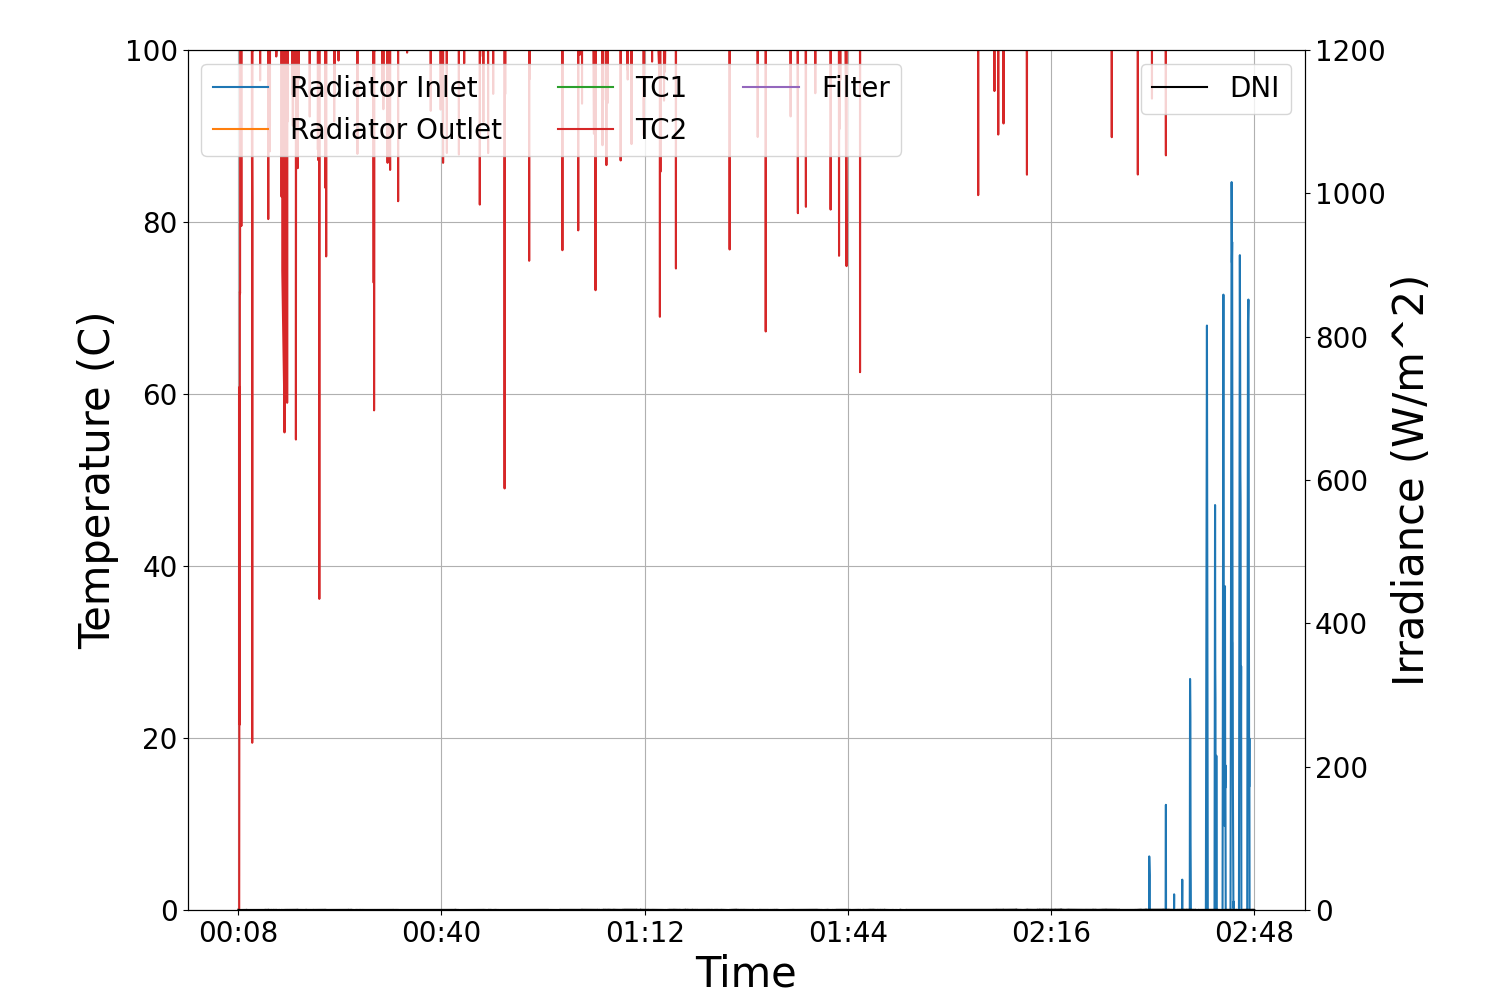 100
80
60
40
20
0
Temperature (C)
Radiator Inlet
Radiator Outlet
TC1
TC2
Filter
DNI
1200
1000
800
600
400
200
0
Irradiance (W/m^2)
00:08
00:40
01:12
01:44
02:16
02:48
Time